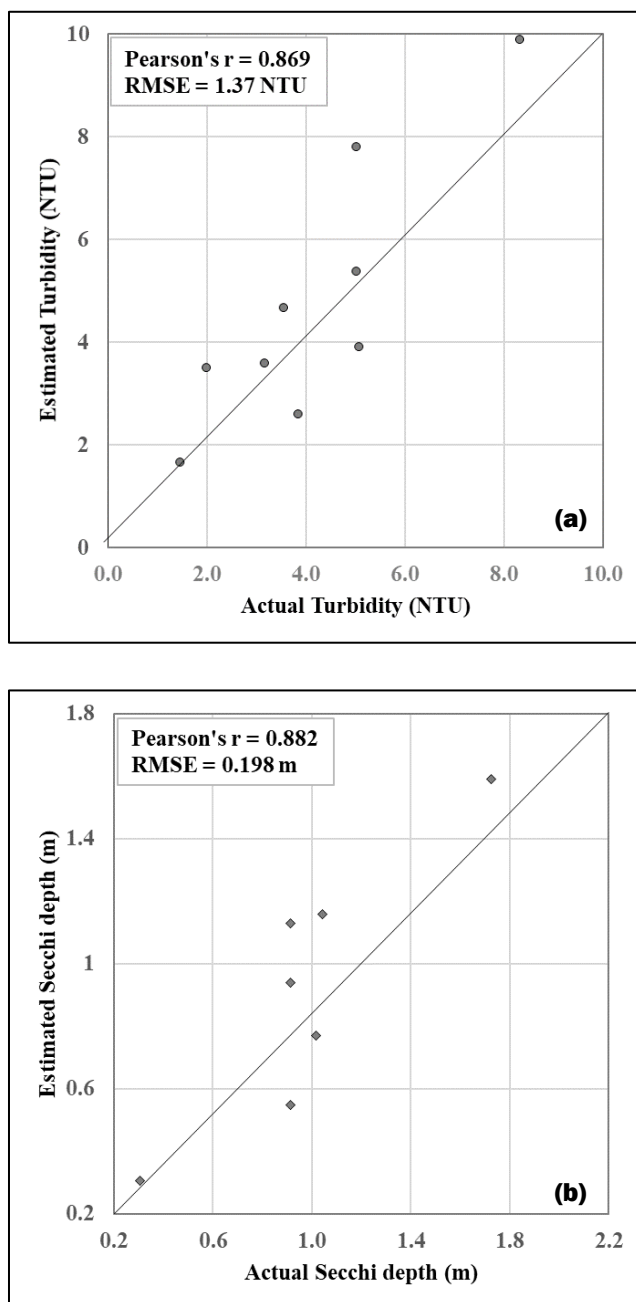 Pearson's r = 0.869
RMSE = 1.37 NTU
10
8
6
4
2
0
Estimated Turbidity (NTU)
(a)
0.0 2.0 4.0 6.0 8.0 10.0
Actual Turbidity (NTU)
Pearson's r = 0.882
RMSE = 0.198 m
1.8
1.4
1
0.6
0.2
Estimated Secchi depth (m)
(b)
0.2 0.6 1.0 1.4 1.8 2.2
Actual Secchi depth (m)